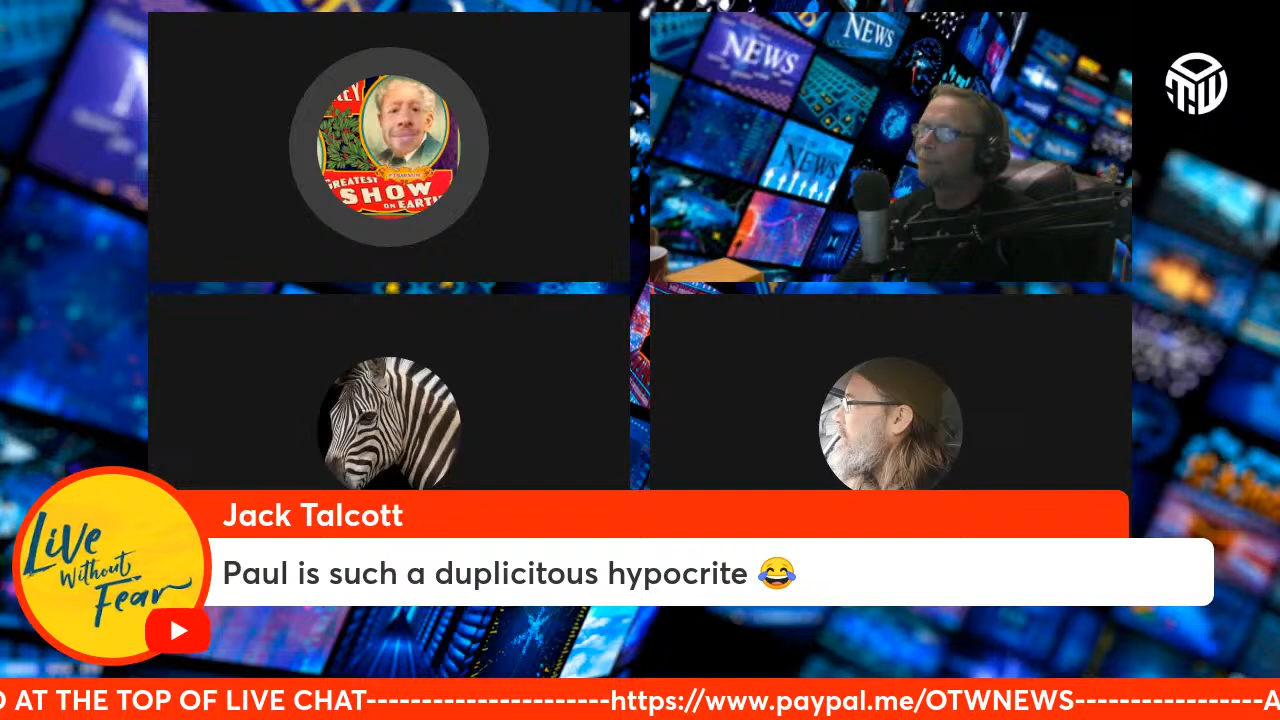 NEWS
NEWS
NEWS
GREATEST
SHOW
ON EARTH
Live
Without
Fear
Jack Talcott
Paul is such a duplicitous hypocrite 😂
AT THE TOP OF LIVE CHAT----------------------https://www.paypal.me/OTWNEWS-----------------A